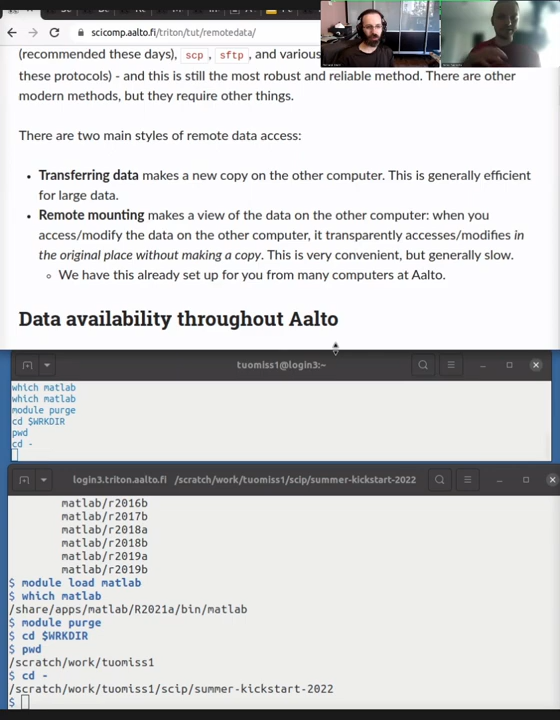 scicomp.aalto.fi/triton/tut/remotedata/
(recommended these days), scp , sftp , and various
these protocols) - and this is still the most robust and reliable method. There are other
modern methods, but they require other things.
There are two main styles of remote data access:
• Transferring data makes a new copy on the other computer. This is generally efficient
for large data.
• Remote mounting makes a view of the data on the other computer: when you
access/modify the data on the other computer, it transparently accesses/modifies in
the original place without making a copy. This is very convenient, but generally slow.
◦ We have this already set up for you from many computers at Aalto.
Data availability throughout Aalto
tuomiss1@login3:~
which matlab
which matlab
module purge
cd $WRKDIR
pwd
cd -
login3.triton.aalto.fi /scratch/work/tuomiss1/scip/summer-kickstart-2022
matlab/r2016b
matlab/r2017b
matlab/r2018a
matlab/r2018b
matlab/r2019a
matlab/r2019b
$ module load matlab
$ which matlab
/share/apps/matlab/R2021a/bin/matlab
$ module purge
$ cd $WRKDIR
$ pwd
/scratch/work/tuomiss1
$ cd -
/scratch/work/tuomiss1/scip/summer-kickstart-2022
$